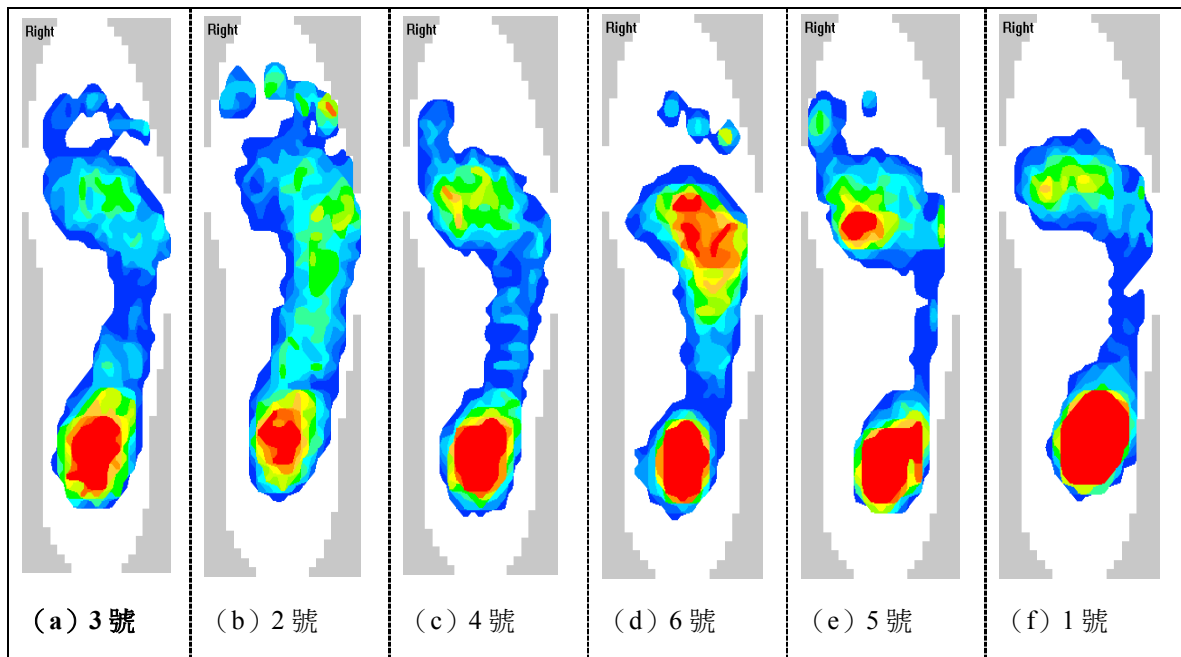 Right
Right
Right
Right
Right
Right
（a）3 號
（b）2 號
（c）4 號
（d）6 號
（e）5 號
（f）1 號